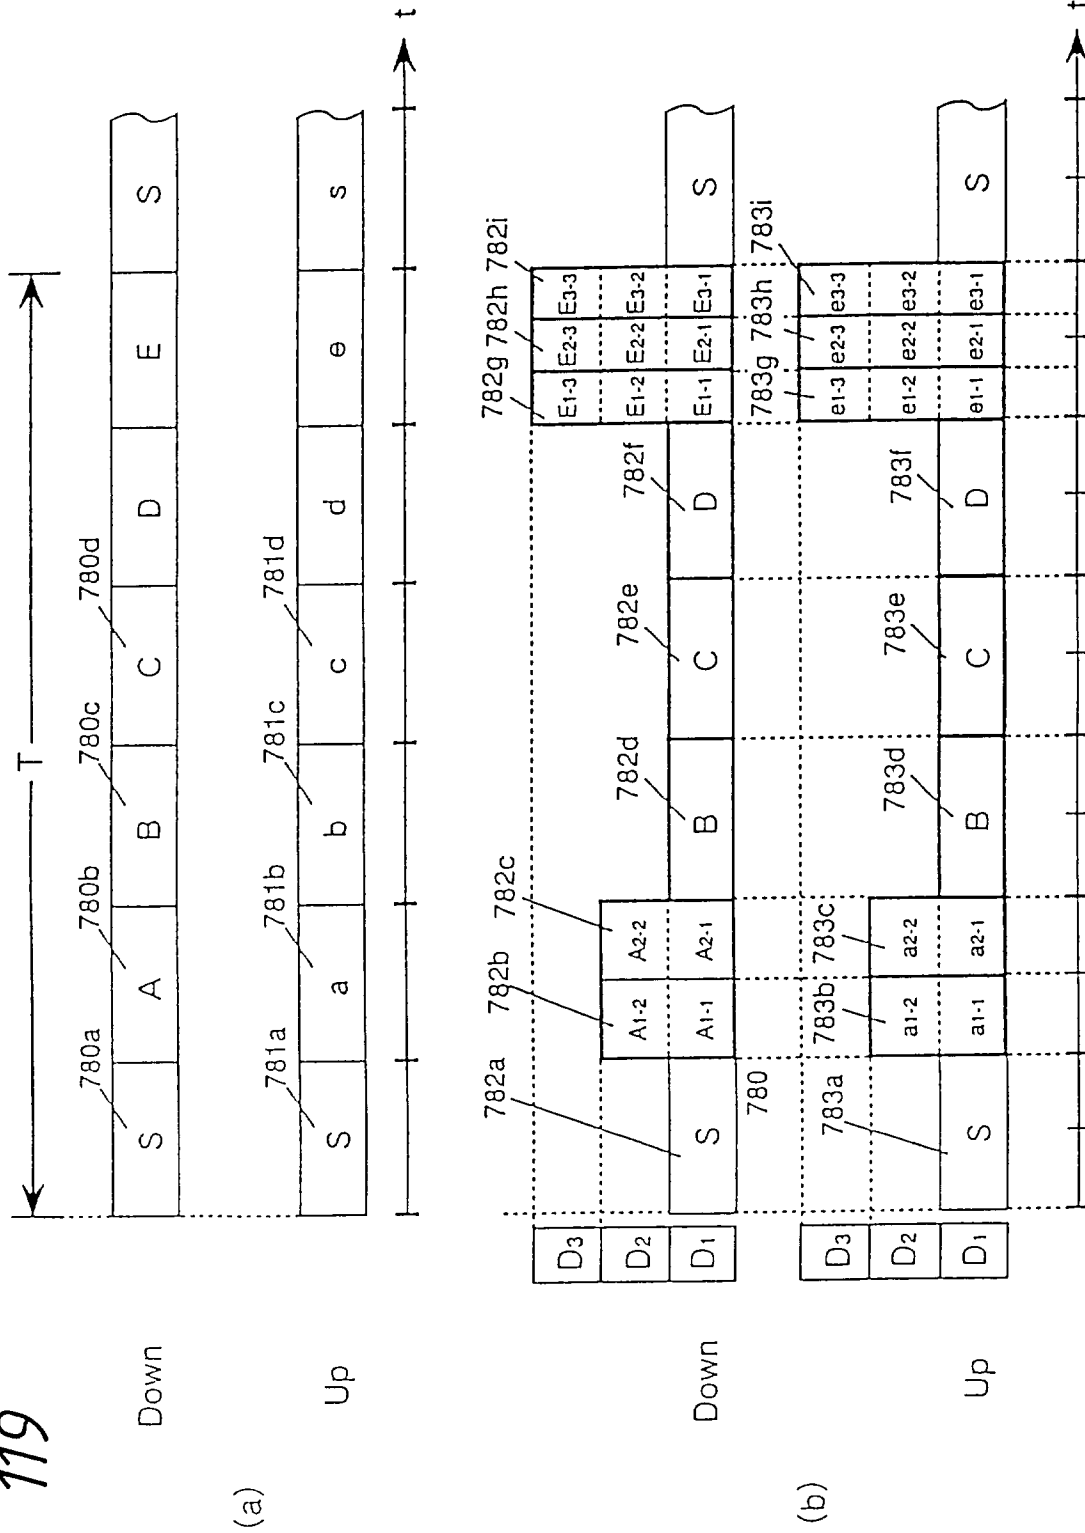 119
T
(a)
Down
780a 780b 780c 780d
S A B C D E S
Up
781a 781b 781c 781d
S a b c d e s
t
(b)
Down
782a 782b 782c 782d 782e 782f 782g 782h 782i
D3 E1-3 E2-3 E3-3
D2 A1-2 A2-2 E1-2 E2-2 E3-2
D1 S A1-1 A2-1 B C D E1-1 E2-1 E3-1 S
780
Up
783a 783b 783c 783d 783e 783f 783g 783h 783i
D3 e1-3 e2-3 e3-3
D2 a1-2 a2-2 e1-2 e2-2 e3-2
D1 S a1-1 a2-1 B C D e1-1 e2-1 e3-1 S
t